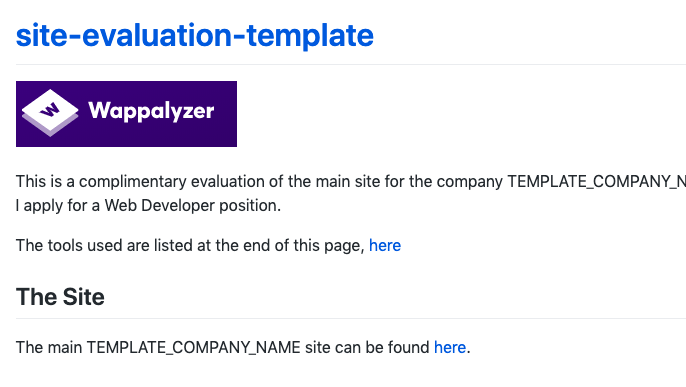 site-evaluation-template
W Wappalyzer
This is a complimentary evaluation of the main site for the company
I apply for a Web Developer position.
The tools used are listed at the end of this page, here
The Site
The main TEMPLATE_COMPANY_NAME site can be found here.